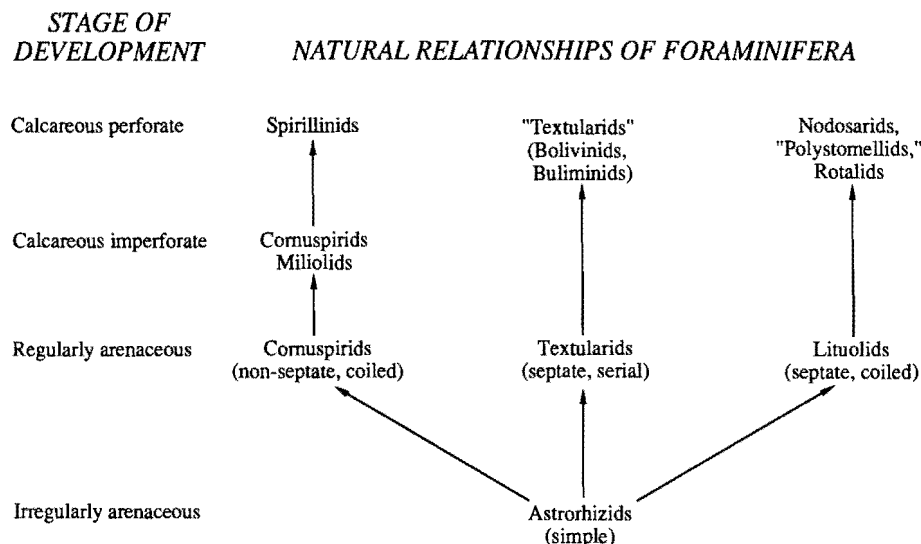 STAGE OF
DEVELOPMENT
NATURAL RELATIONSHIPS OF FORAMINIFERA
Calcareous perforate
Spirillinids
"Textularids"
(Bolivinids,
Buliminids)
Nodosarids,
"Polystomellids,"
Rotalids
Calcareous imperforate
Cornuspirids
Miliolids
Regularly arenaceous
Cornuspirids
(non-septate, coiled)
Textularids
(septate, serial)
Lituolids
(septate, coiled)
Irregularly arenaceous
Astrorhizids
(simple)